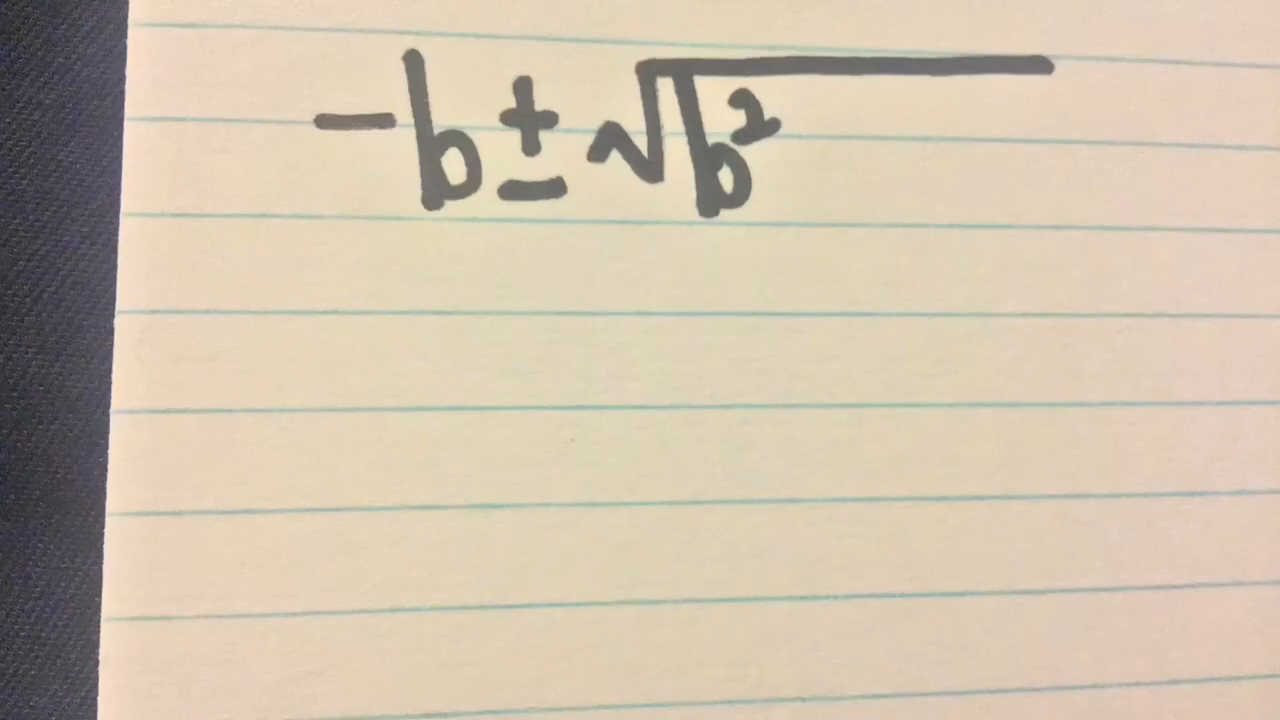 -b ± √b²